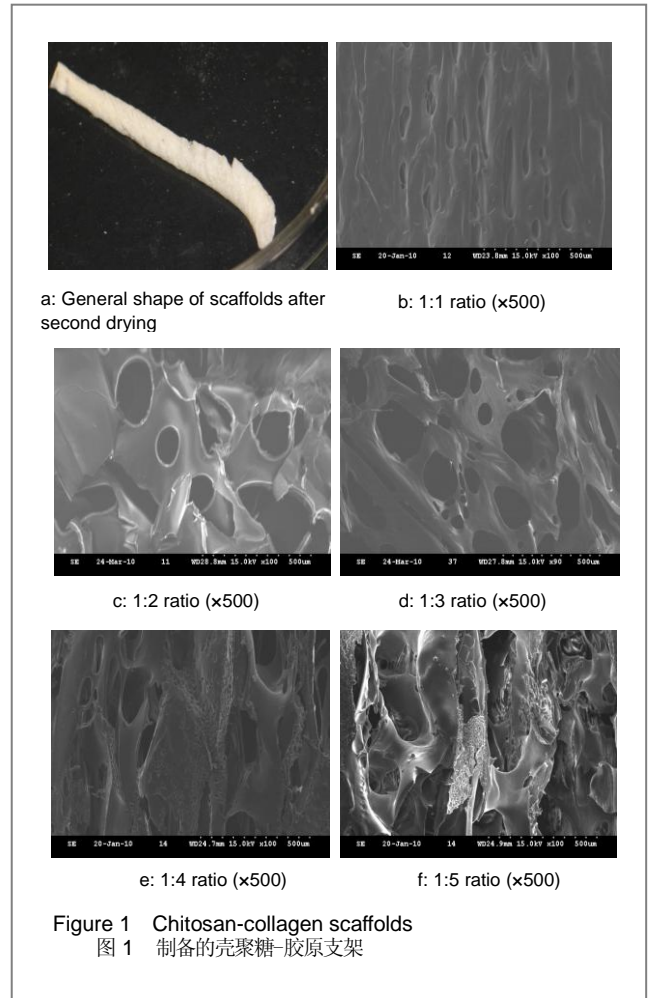 SE 20-Jan-10 12 WD23.8mm 15.0kV x100 500um
a: General shape of scaffolds after
second drying
b: 1:1 ratio (×500)
SE 24-Mar-10 11 WD28.8mm 15.0kV x100 500um
SE 24-Mar-10 37 WD27.8mm 15.0kV x90 500um
c: 1:2 ratio (×500)
d: 1:3 ratio (×500)
SE 20-Jan-10 14 WD24.7mm 15.0kV x100 500um
SE 20-Jan-10 14 WD24.9mm 15.0kV x100 500um
e: 1:4 ratio (×500)
f: 1:5 ratio (×500)
Figure 1 Chitosan-collagen scaffolds
图 1 制备的壳聚糖-胶原支架